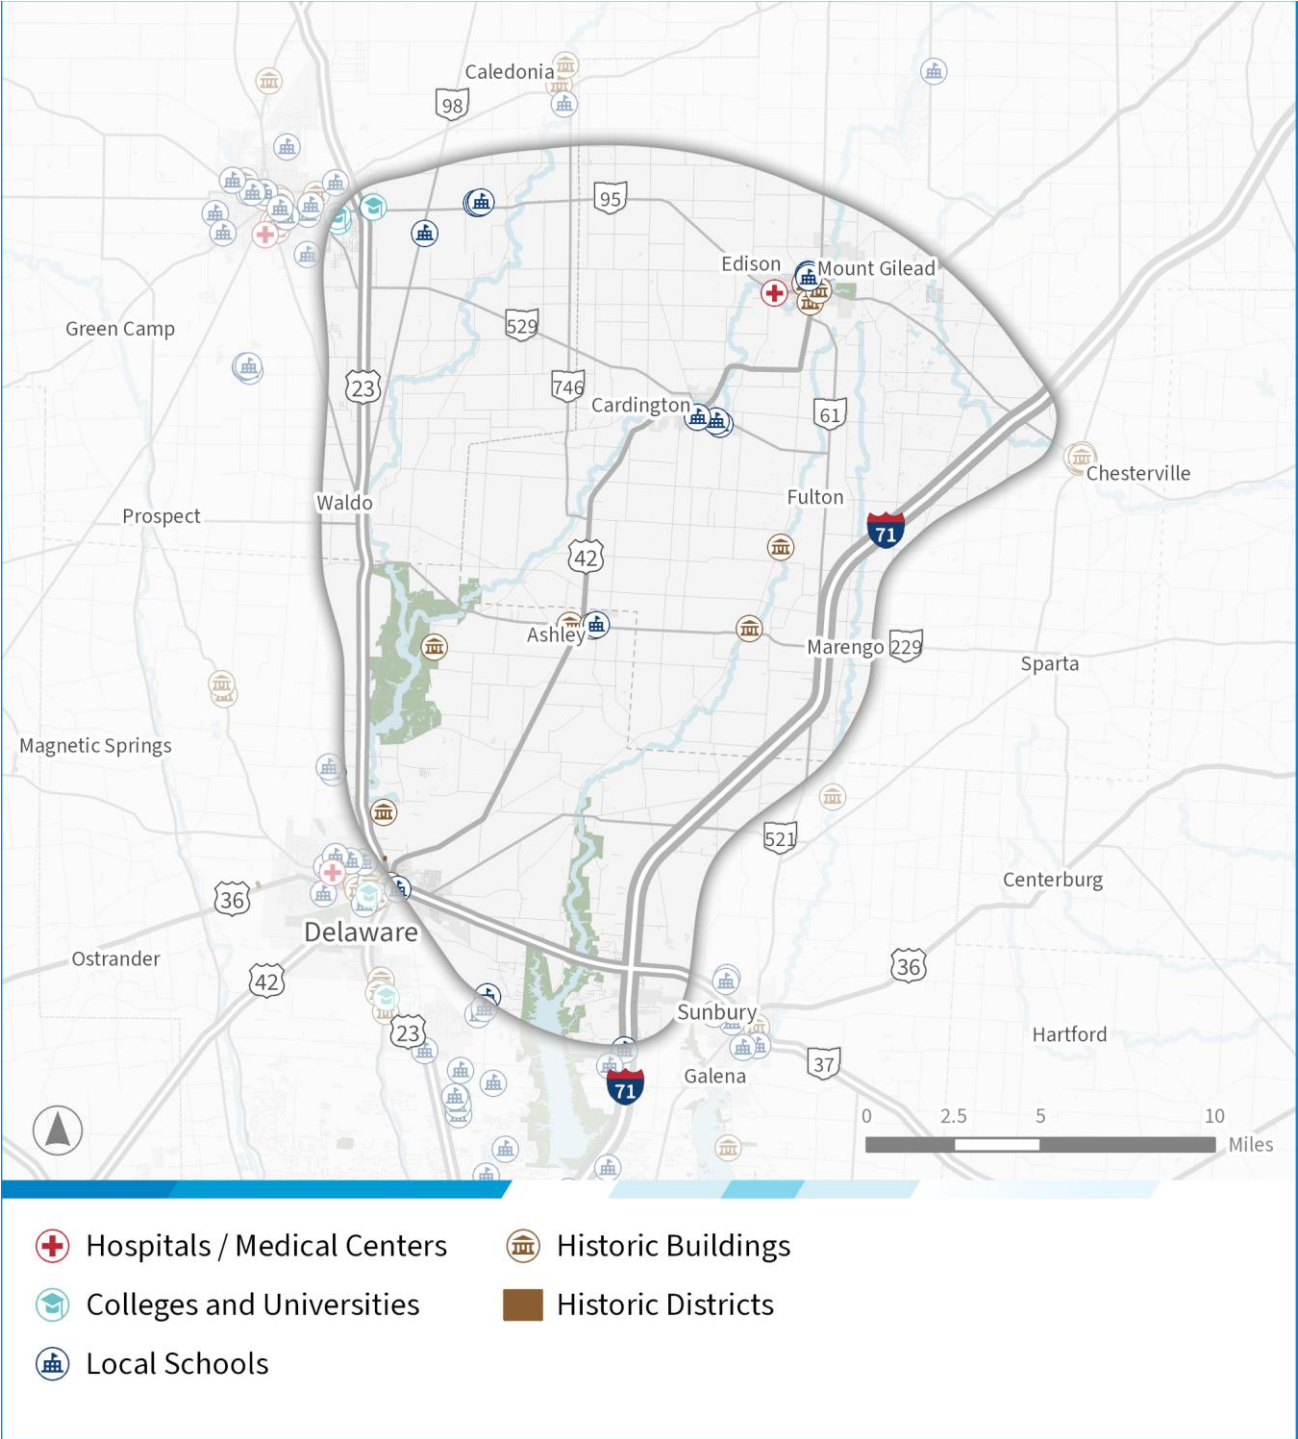 Caledonia
98
95
Edison
Mount Gilead
Green Camp
529
23
746
Cardington
61
Chesterville
Waldo
Fulton
Prospect
71
42
Ashley
Marengo
229
Sparta
Magnetic Springs
521
36
Centerburg
Delaware
Ostrander
42
36
Sunbury
23
Hartford
37
Galena
71
0 2.5 5 10
Miles
Hospitals / Medical Centers
Colleges and Universities
Local Schools
Historic Buildings
Historic Districts